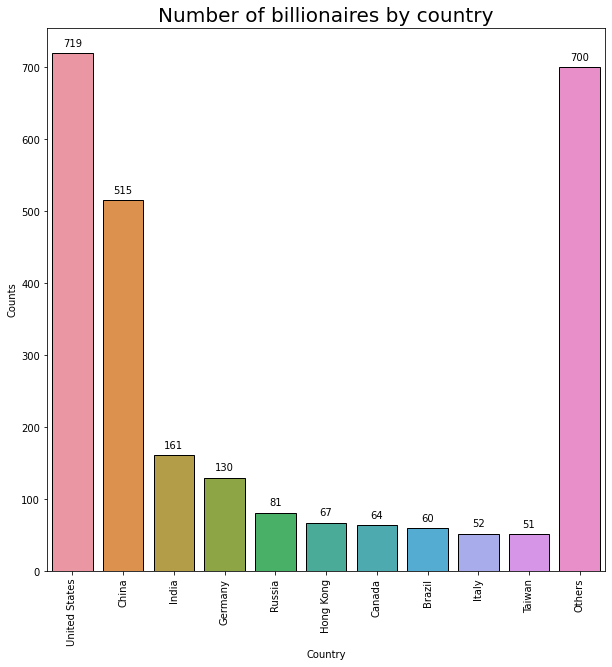 Number of billionaires by country
719
515
161
130
81
67
64
60
52
51
700
Counts
700
600
500
400
300
200
100
0
United States
China
India
Germany
Russia
Hong Kong
Canada
Brazil
Italy
Taiwan
Others
Country